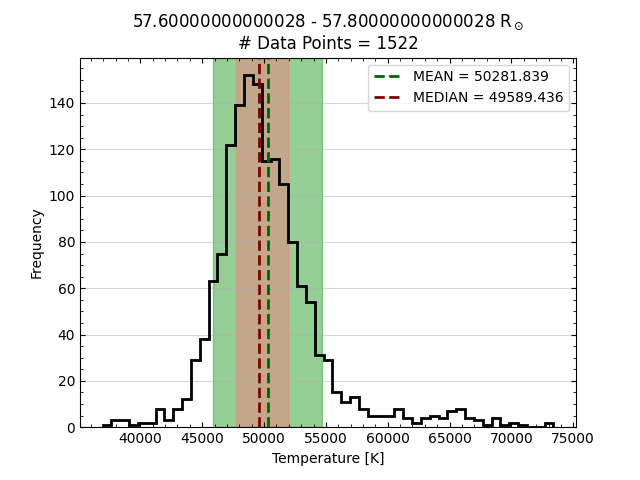 57.60000000000028 - 57.80000000000028 R⊙
# Data Points = 1522
MEAN = 50281.839
MEDIAN = 49589.436
Frequency
140
120
100
80
60
40
20
0
40000 45000 50000 55000 60000 65000 70000 75000
Temperature [K]